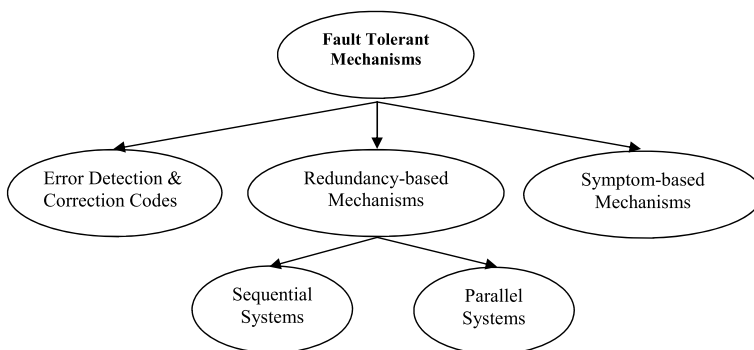 Fault Tolerant
Mechanisms
Error Detection &
Correction Codes
Redundancy-based
Mechanisms
Symptom-based
Mechanisms
Sequential
Systems
Parallel
Systems